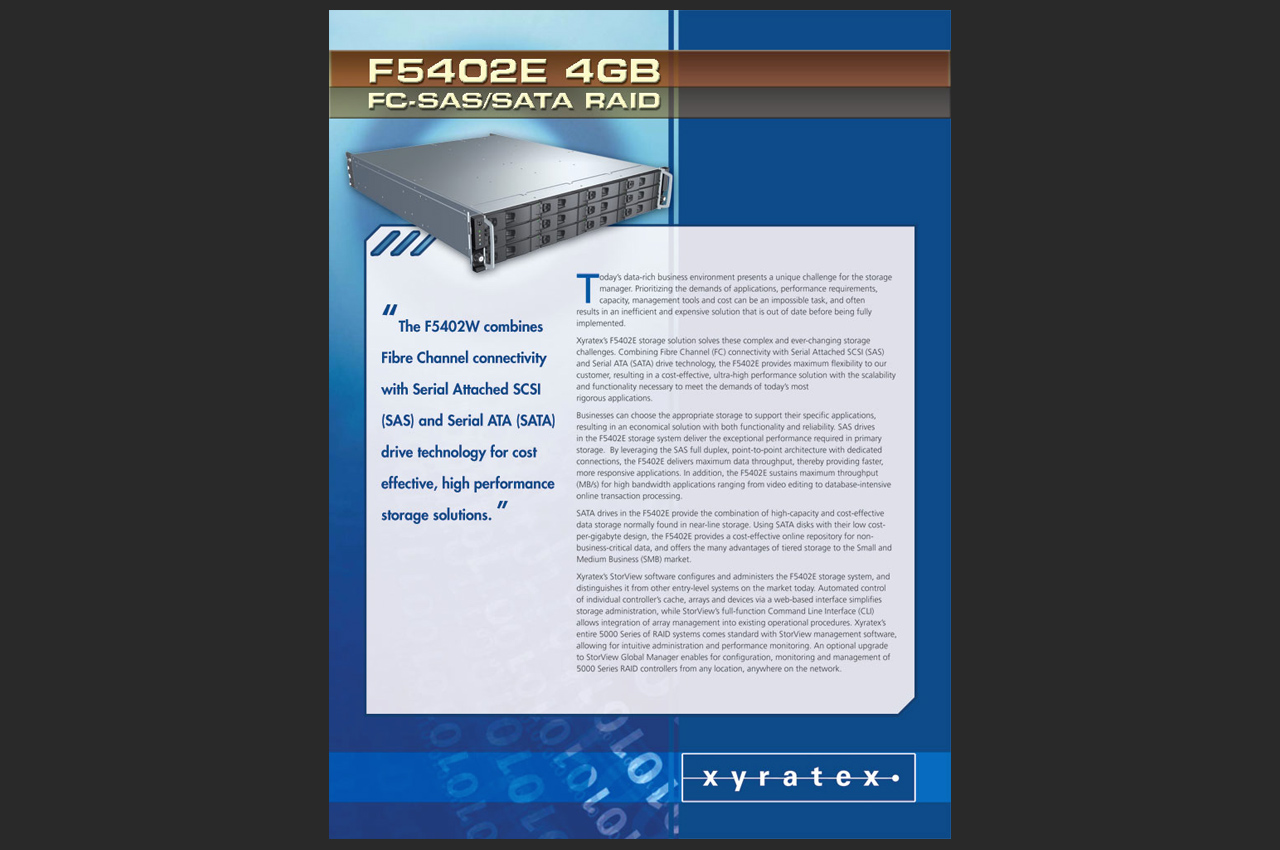 F5402E 4GB
FC-SAS/SATA RAID
“The F5402W combines
Fibre Channel connectivity
with Serial Attached SCSI
(SAS) and Serial ATA (SATA)
drive technology for cost
effective, high performance
storage solutions.”
Today’s data-rich business environment presents a unique challenge for the storage
manager. Prioritizing the demands of applications, performance requirements,
capacity, management tools and cost can be an impossible task, and often
results in an inefficient and expensive solution that is out of date before being fully
implemented.
Xyratex’s F5402E storage solution solves these complex and ever-changing storage
challenges. Combining Fibre Channel (FC) connectivity with Serial Attached SCSI (SAS)
and Serial ATA (SATA) drive technology, the F5402E provides maximum flexibility to our
customer, resulting in a cost-effective, ultra-high performance solution with the scalability
and functionality necessary to meet the demands of today’s most
rigorous applications.
Businesses can choose the appropriate storage to support their specific applications,
resulting in an economical solution with both functionality and reliability. SAS drives
in the F5402E storage system deliver the exceptional performance required in primary
storage.  By leveraging the SAS full duplex, point-to-point architecture with dedicated
connections, the F5402E delivers maximum data throughput, thereby providing faster,
more responsive applications. In addition, the F5402E sustains maximum throughput
(MB/s) for high bandwidth applications ranging from video editing to database-intensive
online transaction processing.
SATA drives in the F5402E provide the combination of high-capacity and cost-effective
data storage normally found in near-line storage. Using SATA disks with their low cost-
per-gigabyte design, the F5402E provides a cost-effective online repository for non-
business-critical data, and offers the many advantages of tiered storage to the Small and
Medium Business (SMB) market.
Xyratex’s StorView software configures and administers the F5402E storage system, and
distinguishes it from other entry-level systems on the market today. Automated control
of individual controller’s cache, arrays and devices via a web-based interface simplifies
storage administration, while StorView’s full-function Command Line Interface (CLI)
allows integration of array management into existing operational procedures. Xyratex’s
entire 5000 Series of RAID systems comes standard with StorView management software,
allowing for intuitive administration and performance monitoring. An optional upgrade
to StorView Global Manager enables for configuration, monitoring and management of
5000 Series RAID controllers from any location, anywhere on the network.
xyratex